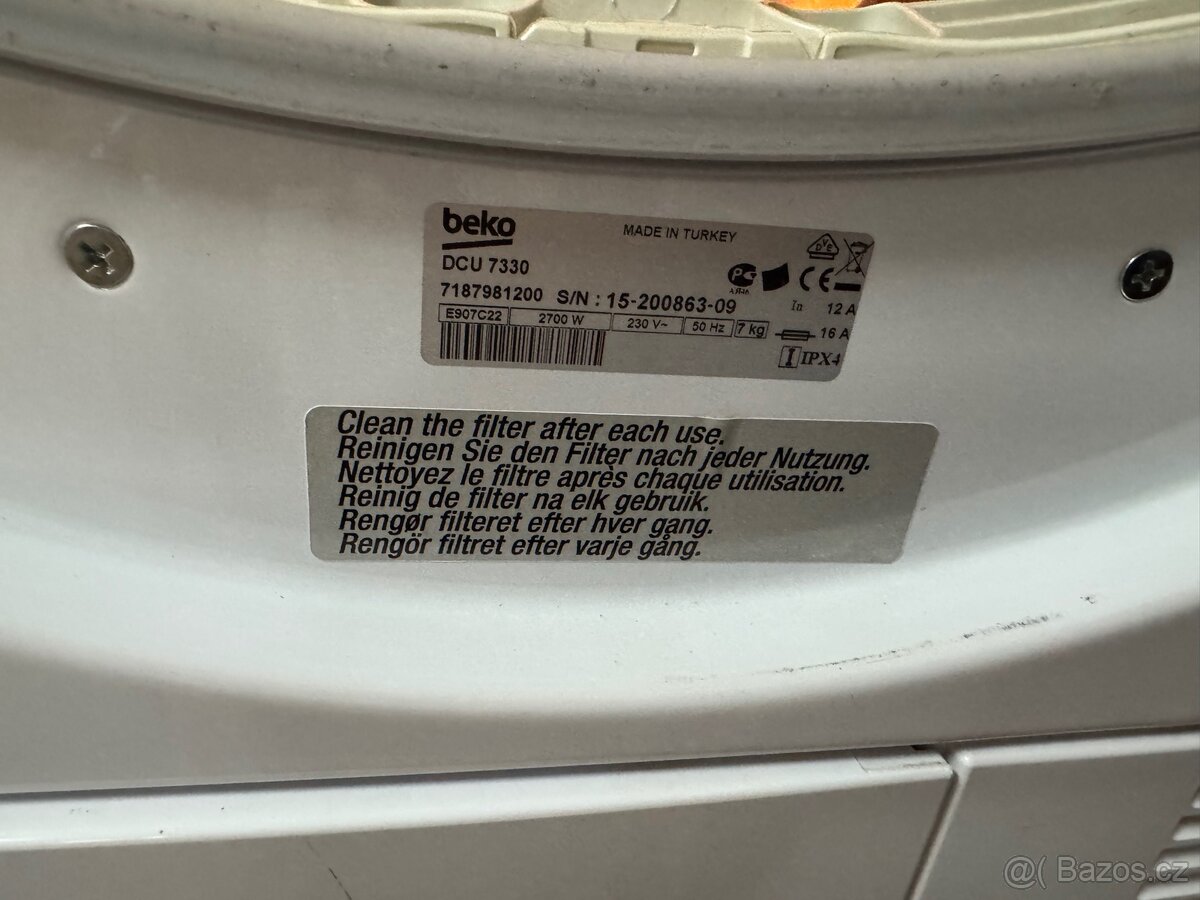 beko
MADE IN TURKEY
DCU 7330
7187981200 S/N : 15-200863-09
In 12 A
E907C22 2700 W 230 V~ 50 Hz 7 kg
16 A
IPX4
Clean the filter after each use.
Reinigen Sie den Filter nach jeder Nutzung.
Nettoyez le filtre après chaque utilisation.
Reinig de filter na elk gebruik.
Rengør filteret efter hver gang.
Rengör filtret efter varje gång.
@( Bazos.cz